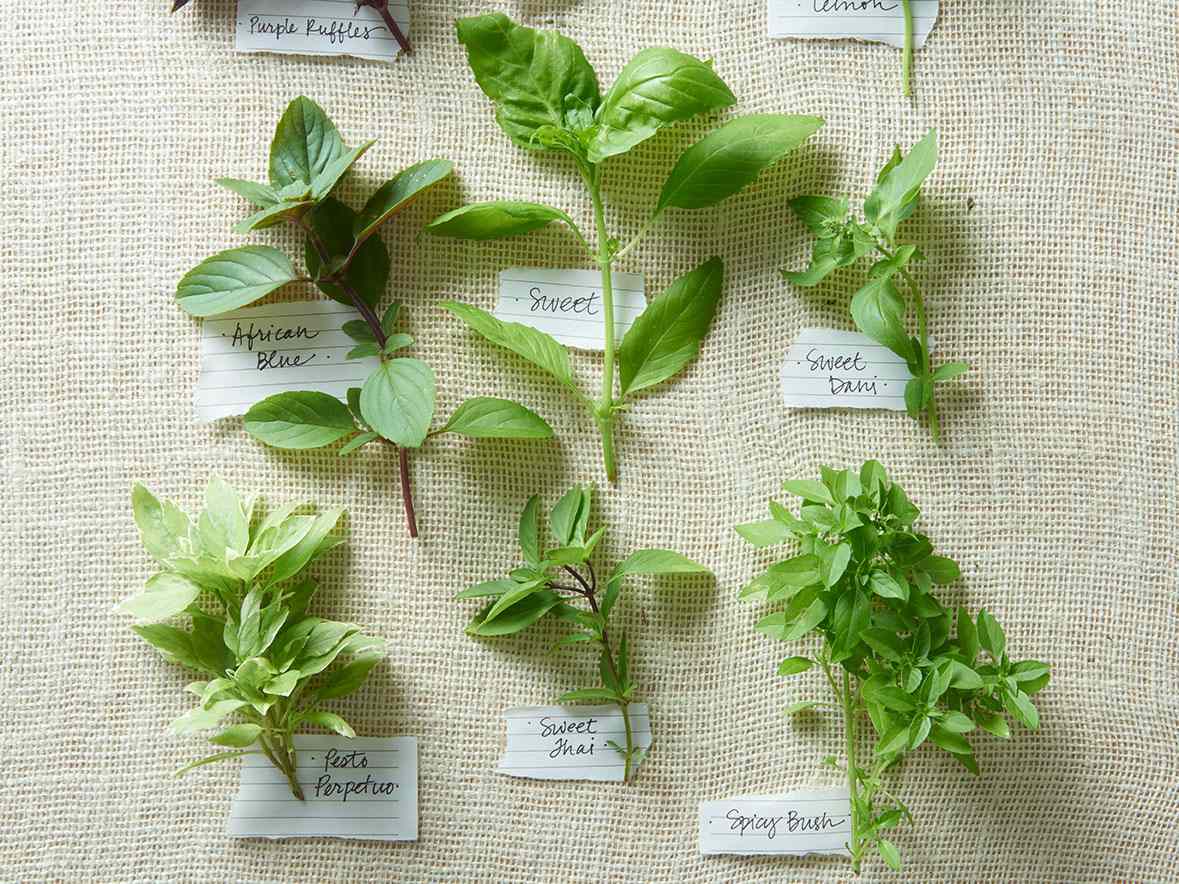 · Purple Ruffles
· Lemon
· African
Blue ·
· Sweet
· Sweet
Dani ·
· Pesto
Perpetuo ·
· Sweet
Thai
· Spicy Bush ·